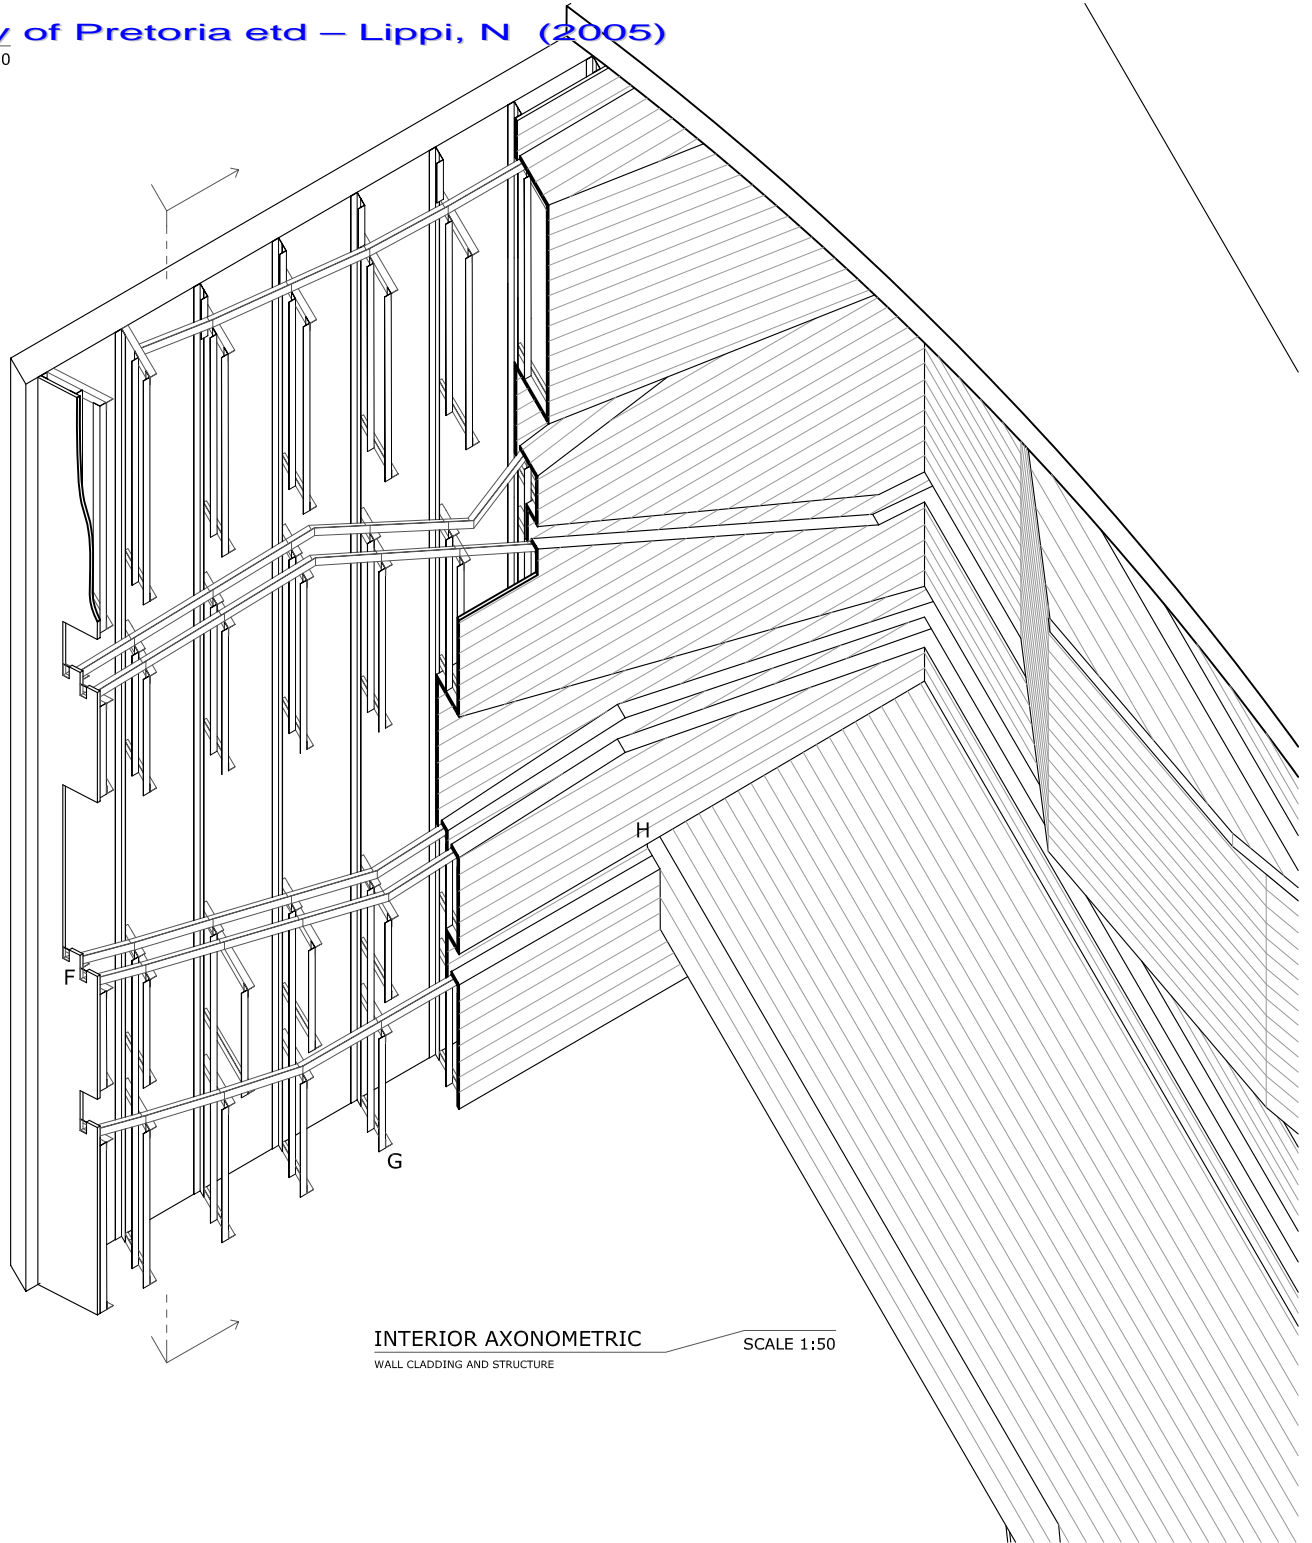 y of Pretoria etd – Lippi, N (2005)
0
H
F
G
INTERIOR AXONOMETRIC
SCALE 1:50
WALL CLADDING AND STRUCTURE